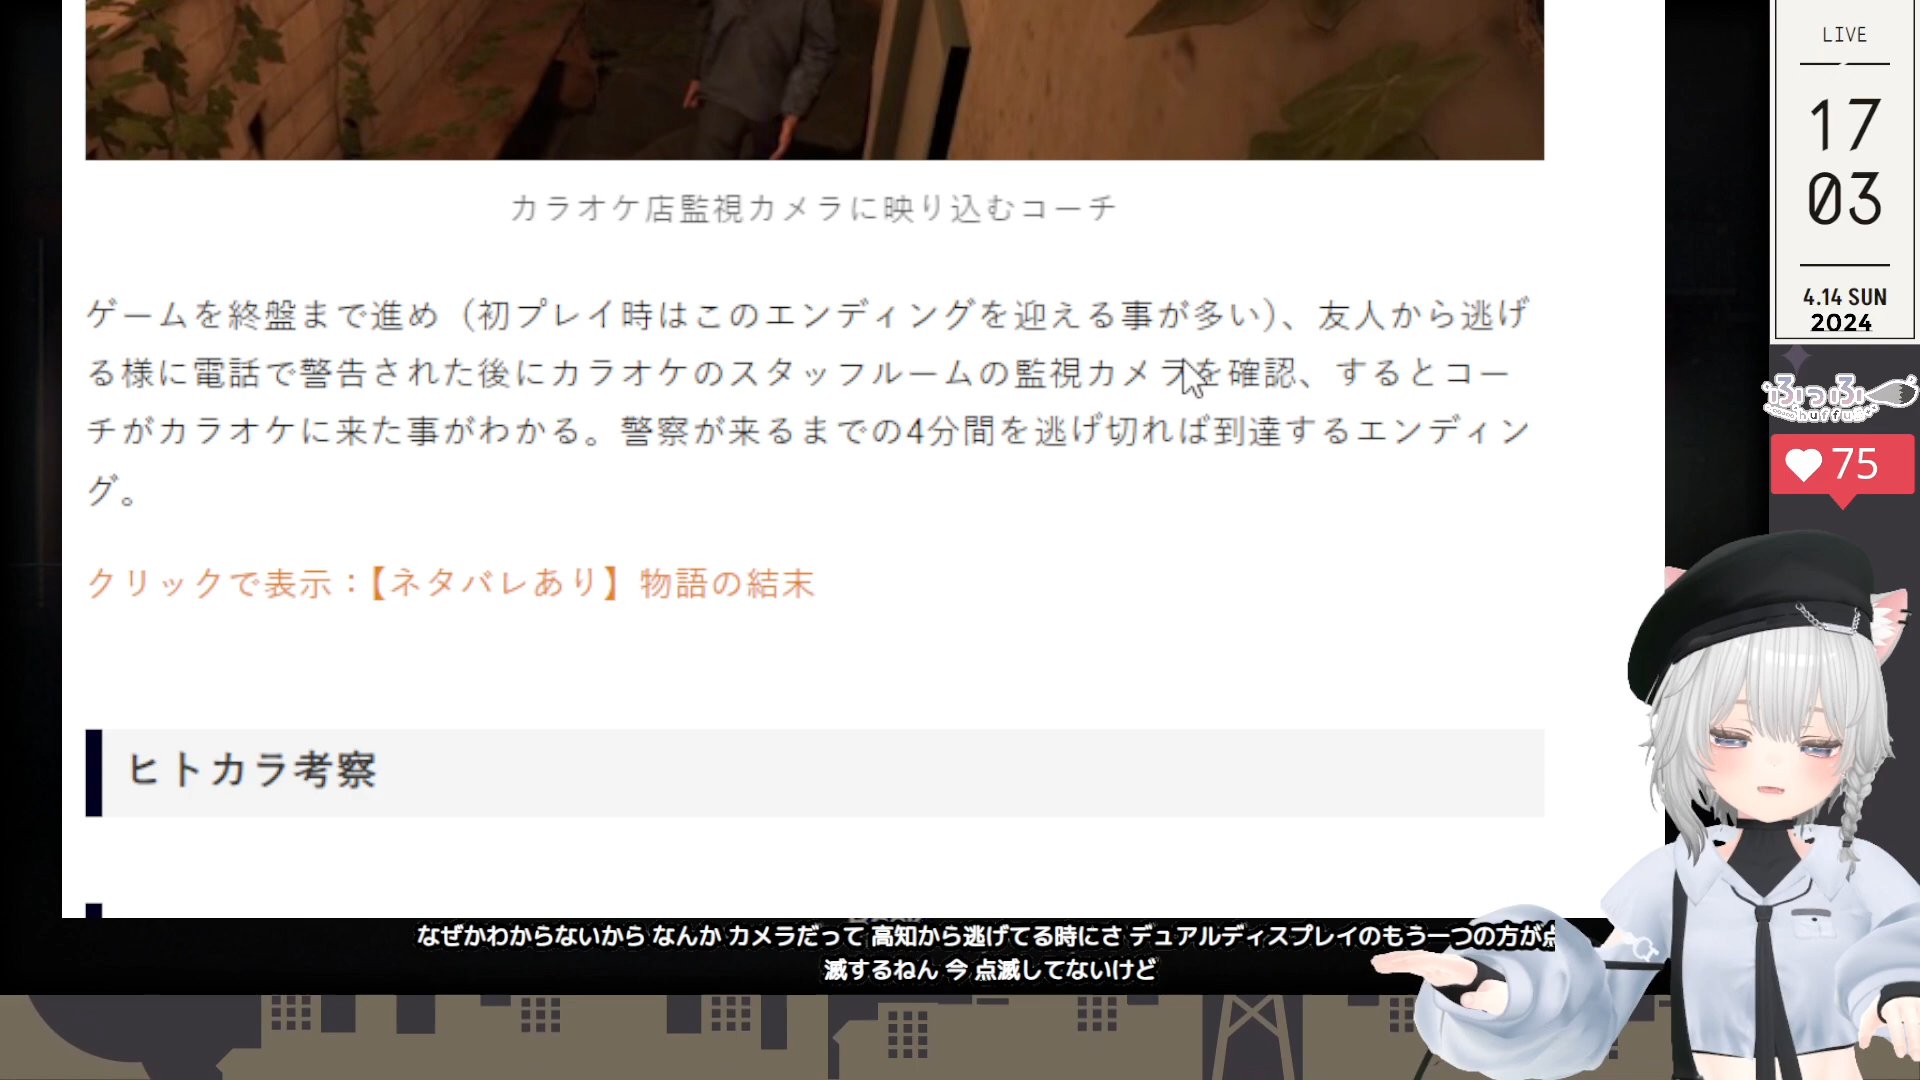 カラオケ店監視カメラに映り込むコーチ
ゲームを終盤まで進め（初プレイ時はこのエンディングを迎える事が多い）、友人から逃げ
る様に電話で警告された後にカラオケのスタッフルームの監視カメラを確認、するとコー
チがカラオケに来た事がわかる。警察が来るまでの4分間を逃げ切れば到達するエンディン
グ。
クリックで表示：【ネタバレあり】物語の結末
ヒトカラ考察
なぜかわからないから なんか カメラだって 高知から逃げてる時にさ デュアルディスプレイのもう一つの方が点
滅するねん 今 点滅してないけど
LIVE
17
03
4.14 SUN
2024
ふっふ
huffu
75